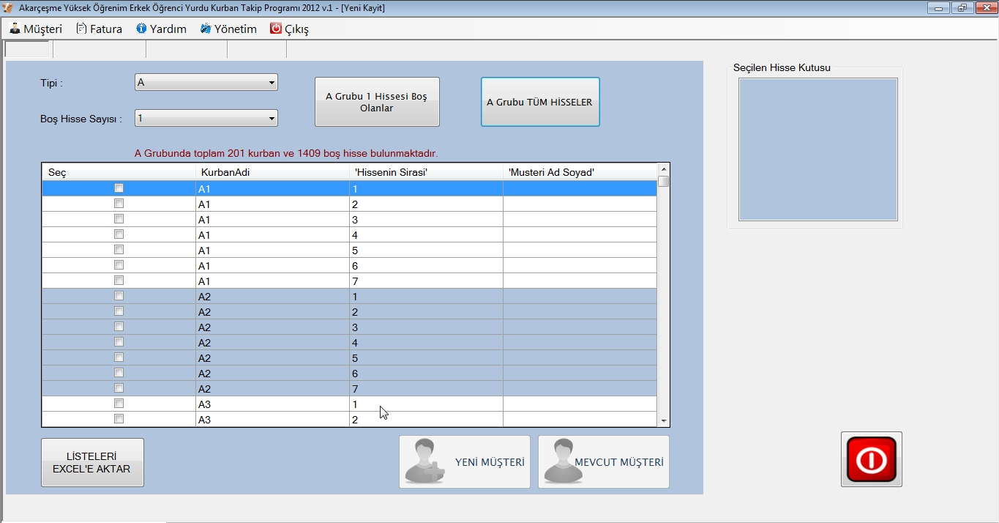 Akarçeşme Yüksek Öğrenim Erkek Öğrenci Yurdu Kurban Takip Programı 2012 v.1 - [Yeni Kayit]
Müşteri Fatura Yardım Yönetim Çıkış
Seçilen Hisse Kutusu
Tipi : A
A Grubu 1 Hissesi Boş
Olanlar
A Grubu TÜM HİSSELER
Boş Hisse Sayısı : 1
A Grubunda toplam 201 kurban ve 1409 boş hisse bulunmaktadır.
Seç KurbanAdi 'Hissenin Sirasi' 'Musteri Ad Soyad'
A1 1
A1 2
A1 3
A1 4
A1 5
A1 6
A1 7
A2 1
A2 2
A2 3
A2 4
A2 5
A2 6
A2 7
A3 1
A3 2
LİSTELERİ
EXCEL'E AKTAR
YENİ MÜŞTERİ
MEVCUT MÜŞTERİ